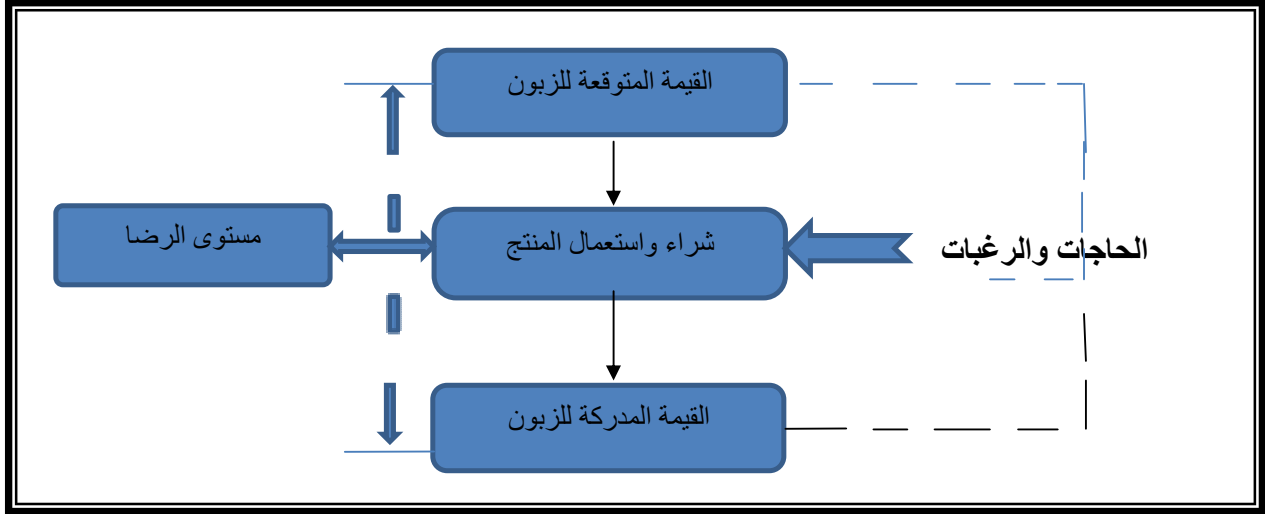 القيمة المتوقعة للزبون
مستوى الرضا
شراء واستعمال المنتج
الحاجات والرغبات
القيمة المدركة للزبون